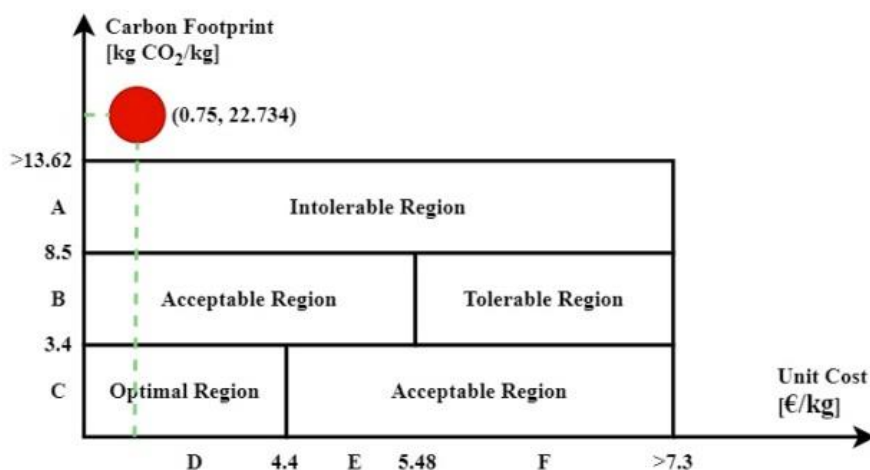 Carbon Footprint
[kg CO₂/kg]
(0.75, 22.734)
>13.62
A
Intolerable Region
8.5
B
Acceptable Region
Tolerable Region
3.4
C
Optimal Region
Acceptable Region
Unit Cost
[€/kg]
D
4.4
E
5.48
F
>7.3